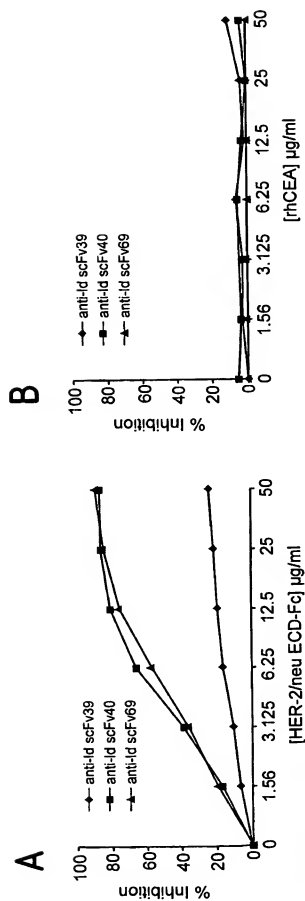 A
% Inhibition
100
80
60
40
20
0
anti-Id scFv39
anti-Id scFv40
anti-Id scFv69
0 1.56 3.125 6.25 12.5 25 50
[HER-2/neu ECD-Fc] µg/ml
B
% Inhibition
100
80
60
40
20
0
anti-Id scFv39
anti-Id scFv40
anti-Id scFv69
0 1.56 3.125 6.25 12.5 25 50
[rhCEA] µg/ml